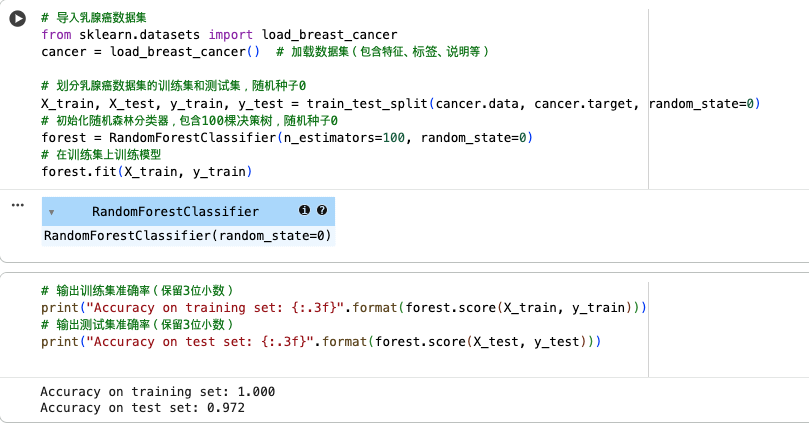 # 导入乳腺癌数据集
from sklearn.datasets import load_breast_cancer
cancer = load_breast_cancer()  # 加载数据集（包含特征、标签、说明等）
# 划分乳腺癌数据集的训练集和测试集，随机种子0
X_train, X_test, y_train, y_test = train_test_split(cancer.data, cancer.target, random_state=0)
# 初始化随机森林分类器，包含100棵决策树，随机种子0
forest = RandomForestClassifier(n_estimators=100, random_state=0)
# 在训练集上训练模型
forest.fit(X_train, y_train)
RandomForestClassifier
RandomForestClassifier(random_state=0)
# 输出训练集准确率（保留3位小数）
print("Accuracy on training set: {:.3f}".format(forest.score(X_train, y_train)))
# 输出测试集准确率（保留3位小数）
print("Accuracy on test set: {:.3f}".format(forest.score(X_test, y_test)))
Accuracy on training set: 1.000
Accuracy on test set: 0.972